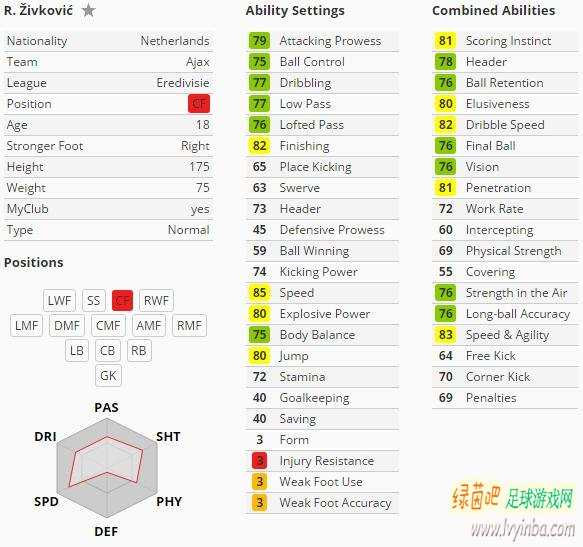 R. Živković
Nationality Netherlands
Team Ajax
League Eredivisie
Position CF
Age 18
Stronger Foot Right
Height 175
Weight 75
MyClub yes
Type Normal
Positions
LWF SS CF RWF
LMF DMF CMF AMF RMF
LB CB RB
GK
PAS
DRI SHT
SPD PHY
DEF
Ability Settings
79 Attacking Prowess
75 Ball Control
77 Dribbling
77 Low Pass
76 Lofted Pass
82 Finishing
65 Place Kicking
63 Swerve
73 Header
45 Defensive Prowess
59 Ball Winning
74 Kicking Power
85 Speed
80 Explosive Power
75 Body Balance
80 Jump
72 Stamina
40 Goalkeeping
40 Saving
3 Form
3 Injury Resistance
3 Weak Foot Use
3 Weak Foot Accuracy
Combined Abilities
81 Scoring Instinct
78 Header
76 Ball Retention
80 Elusiveness
82 Dribble Speed
76 Final Ball
76 Vision
81 Penetration
72 Work Rate
60 Intercepting
69 Physical Strength
55 Covering
76 Strength in the Air
76 Long-ball Accuracy
83 Speed & Agility
64 Free Kick
70 Corner Kick
69 Penalties
绿茵吧 足球游戏网
www.lvyinba.com